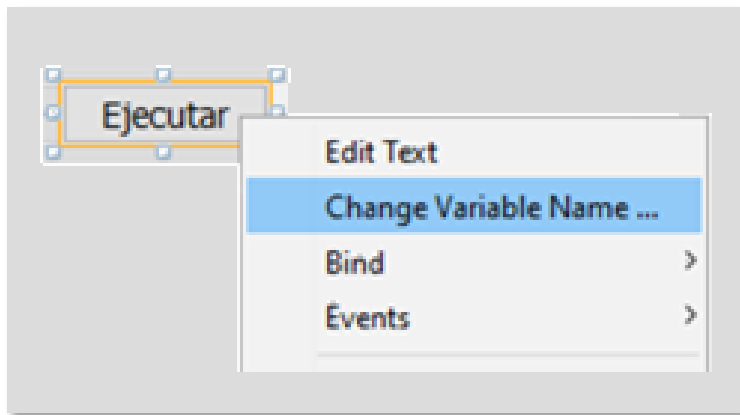 Ejecutar
Edit Text
Change Variable Name ...
Bind
Events